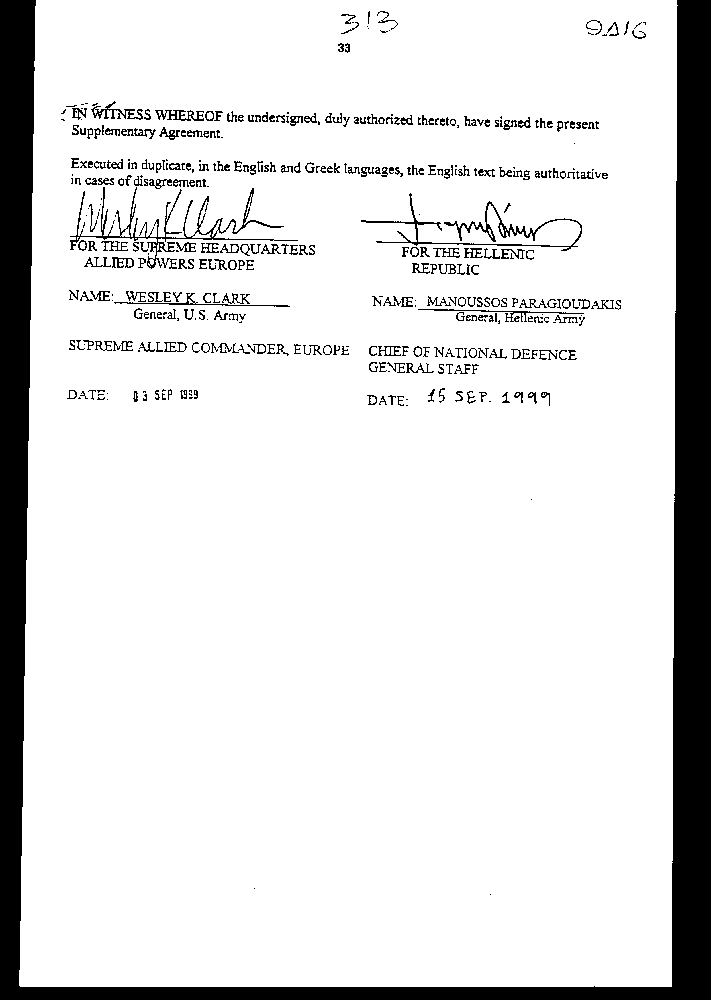 313
9Δ16
33
IN WITNESS WHEREOF the undersigned, duly authorized thereto, have signed the present
Supplementary Agreement.
Executed in duplicate, in the English and Greek languages, the English text being authoritative
in cases of disagreement.
Wesley K Clark
FOR THE SUPREME HEADQUARTERS
ALLIED POWERS EUROPE
FOR THE HELLENIC
REPUBLIC
NAME: WESLEY K. CLARK
General, U.S. Army
NAME: MANOUSSOS PARAGIOUDAKIS
General, Hellenic Army
SUPREME ALLIED COMMANDER, EUROPE
CHIEF OF NATIONAL DEFENCE
GENERAL STAFF
DATE: 03 SEP 1999
DATE: 15 SEP. 1999